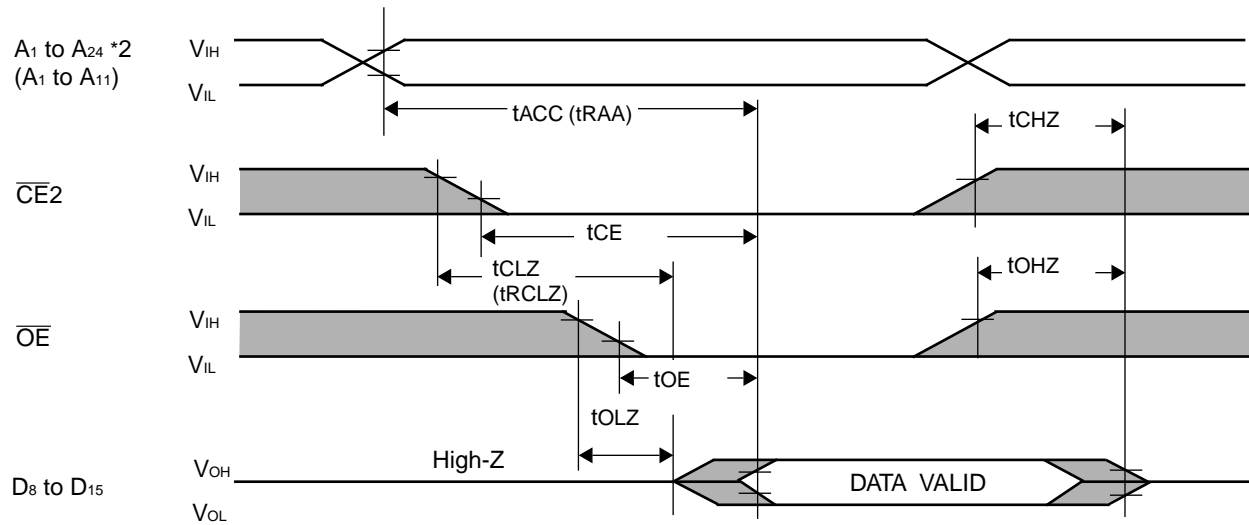 A1 to A24 *2
(A1 to A11)
VIH
VIL
tACC (tRAA)
tCHZ
CE2
VIH
VIL
tCE
tCLZ
(tRCLZ)
tOHZ
OE
VIH
VIL
tOE
tOLZ
D8 to D15
VOH
VOL
High-Z
DATA VALID